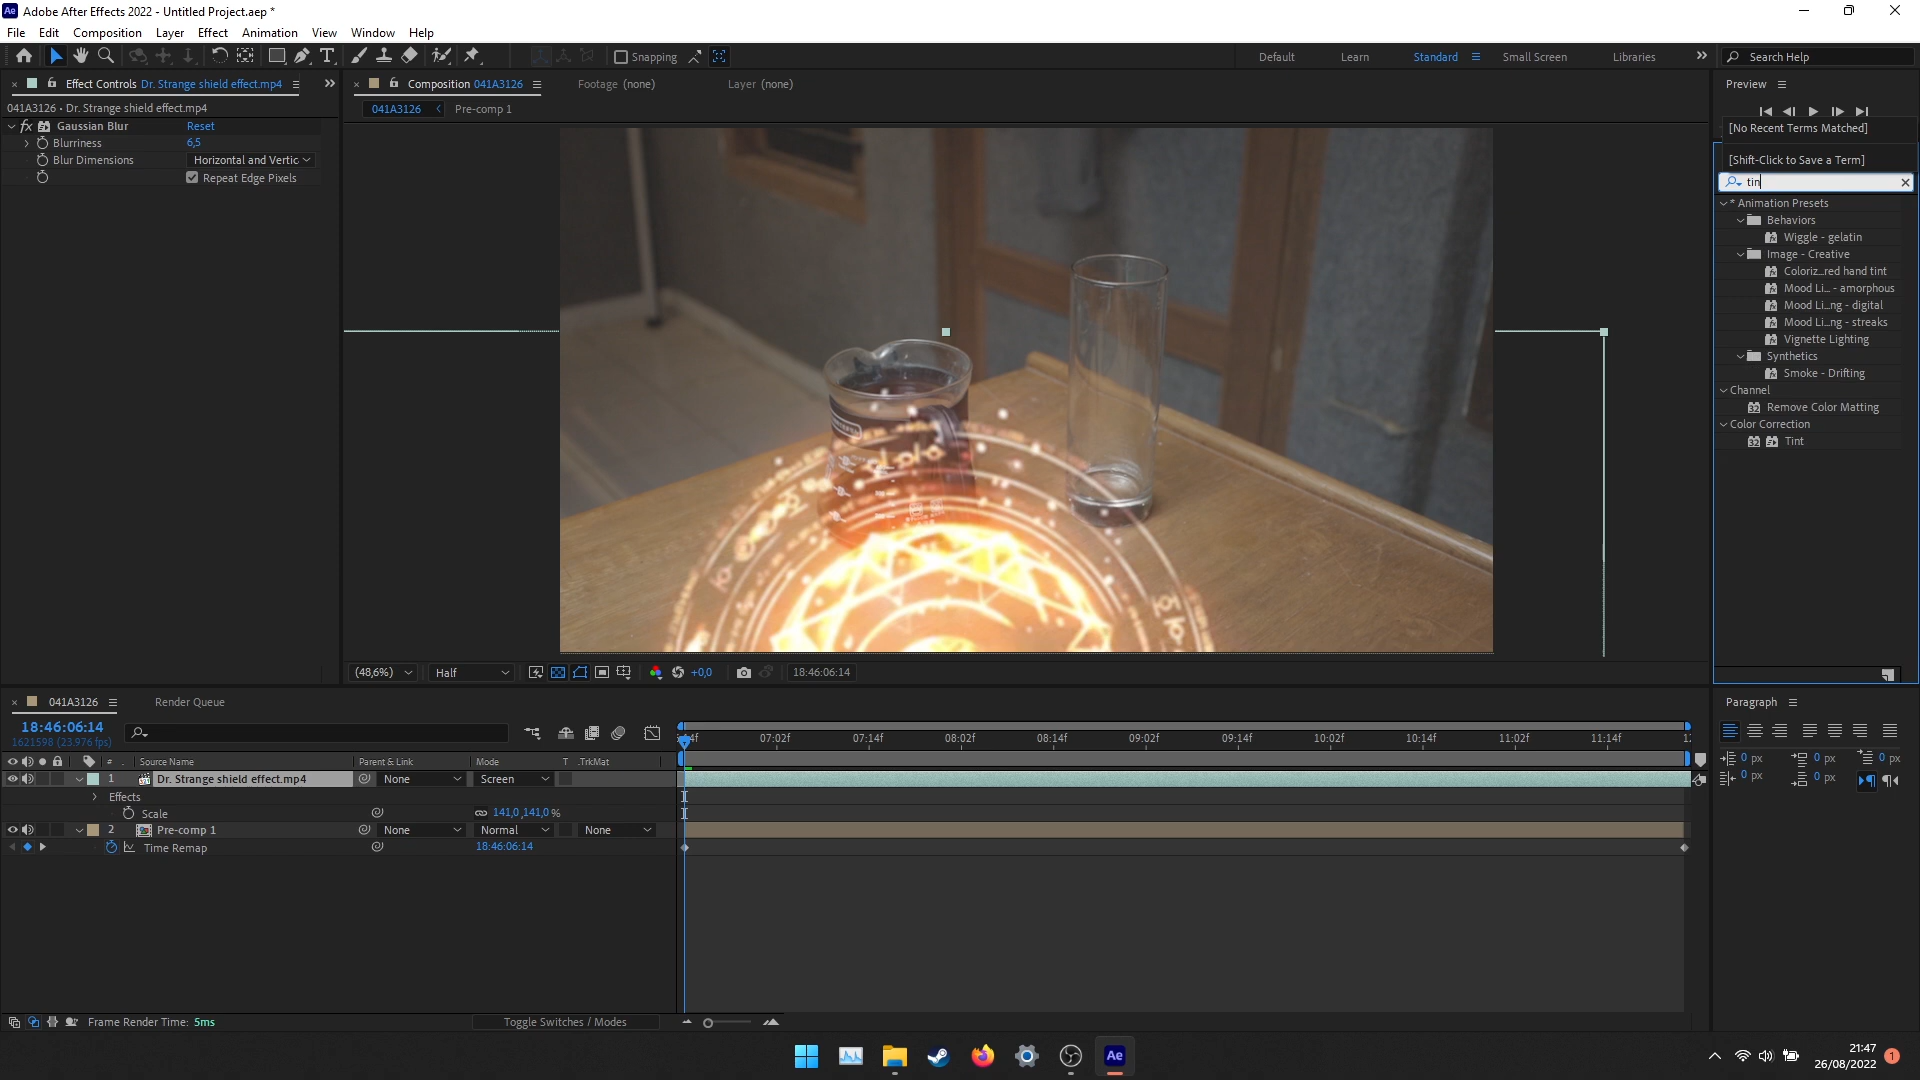 Ae Adobe After Effects 2022 - Untitled Project.aep *
File Edit Composition Layer Effect Animation View Window Help
Snapping
Default Learn Standard Small Screen Libraries
Search Help
Effect Controls Dr. Strange shield effect.mp4
Composition 041A3126
Footage (none)
Layer (none)
Preview
041A3126 • Dr. Strange shield effect.mp4
041A3126
Pre-comp 1
fx Gaussian Blur Reset
Blurriness 6,5
Blur Dimensions Horizontal and Vertic
Repeat Edge Pixels
[No Recent Terms Matched]
[Shift-Click to Save a Term]
tin
* Animation Presets
Behaviors
Wiggle - gelatin
Image - Creative
Coloriz...red hand tint
Mood Li... - amorphous
Mood Li...ng - digital
Mood Li...ng - streaks
Vignette Lighting
Synthetics
Smoke - Drifting
Channel
32 Remove Color Matting
Color Correction
32 Tint
(48,6%) Half +0,0 18:46:06:14
041A3126
Render Queue
18:46:06:14
1621598 (23.976 fps)
07:02f 07:14f 08:02f 08:14f 09:02f 09:14f 10:02f 10:14f 11:02f 11:14f
# Source Name Parent & Link Mode T .TrkMat
1 Dr. Strange shield effect.mp4 None Screen
Effects
Scale 141,0,141,0 %
2 Pre-comp 1 None Normal None
Time Remap 18:46:06:14
Frame Render Time: 5ms
Toggle Switches / Modes
Paragraph
0 px 0 px 0 px
0 px 0 px
Ae
21:47
26/08/2022
1